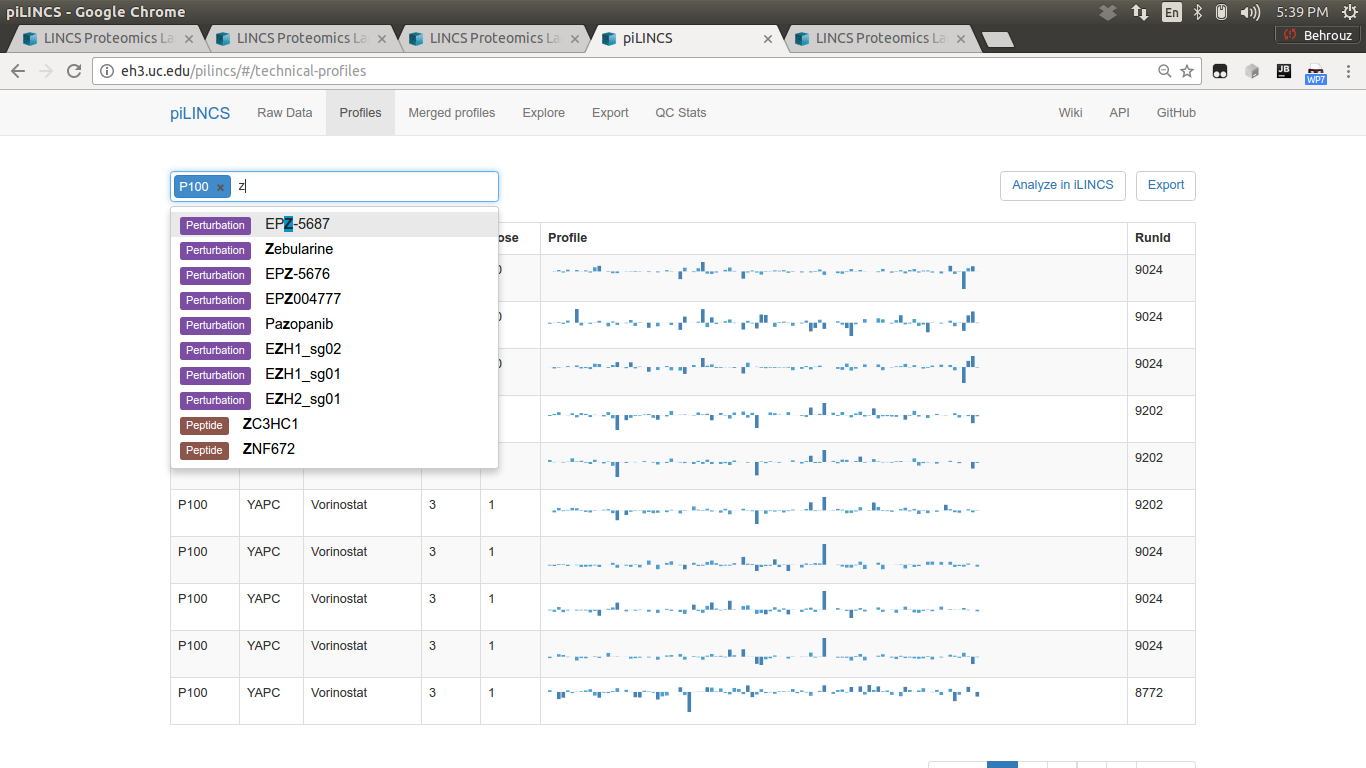 piLINCS - Google Chrome
En
5:39 PM
LINCS Proteomics La
LINCS Proteomics La
LINCS Proteomics La
piLINCS
LINCS Proteomics La
Behrouz
eh3.uc.edu/pilincs/#/technical-profiles
JB
WP7
piLINCS
Raw Data
Profiles
Merged profiles
Explore
Export
QC Stats
Wiki
API
GitHub
P100 × z
Analyze in iLINCS
Export
Perturbation EPZ-5687
Perturbation Zebularine
Perturbation EPZ-5676
Perturbation EPZ004777
Perturbation Pazopanib
Perturbation EZH1_sg02
Perturbation EZH1_sg01
Perturbation EZH2_sg01
Peptide ZC3HC1
Peptide ZNF672
ose Profile RunId
0 9024
0 9024
0 9024
9202
9202
P100 YAPC Vorinostat 3 1 9202
P100 YAPC Vorinostat 3 1 9024
P100 YAPC Vorinostat 3 1 9024
P100 YAPC Vorinostat 3 1 9024
P100 YAPC Vorinostat 3 1 8772